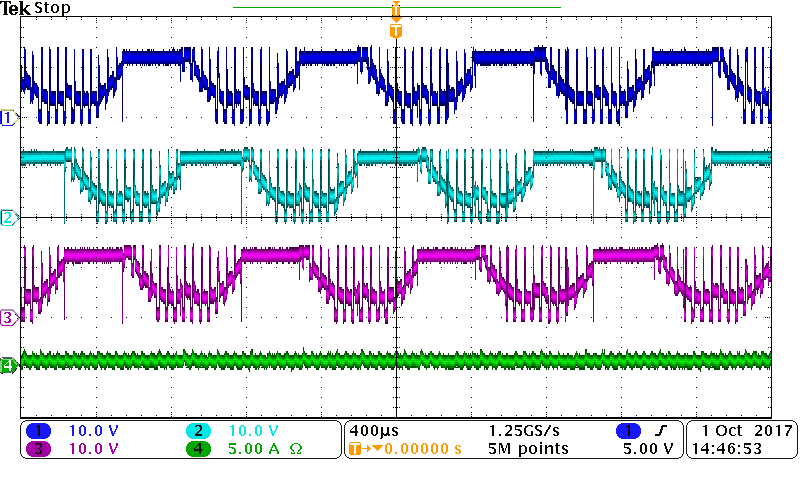 Tek Stop
T
T
1
2
3
4
1 10.0 V 2 10.0 V 400µs 1.25GS/s 1 5.00 V 1 Oct 2017
3 10.0 V 4 5.00 A Ω T→▼0.00000 s 5M points 14:46:53